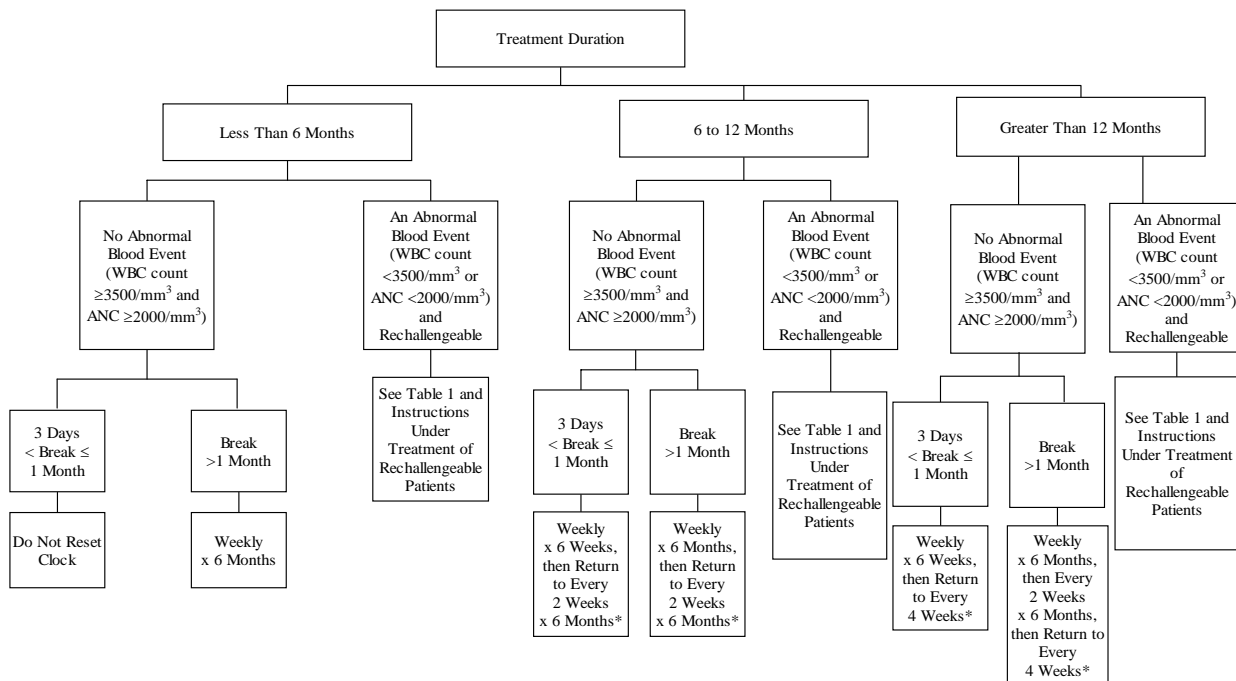 Treatment Duration
Less Than 6 Months
6 to 12 Months
Greater Than 12 Months
No Abnormal
Blood Event
(WBC count
≥3500/mm³ and
ANC ≥2000/mm³)
An Abnormal
Blood Event
(WBC count
<3500/mm³ or
ANC <2000/mm³)
and
Rechallengeable
No Abnormal
Blood Event
(WBC count
≥3500/mm³ and
ANC ≥2000/mm³)
An Abnormal
Blood Event
(WBC count
<3500/mm³ or
ANC <2000/mm³)
and
Rechallengeable
No Abnormal
Blood Event
(WBC count
≥3500/mm³ and
ANC ≥2000/mm³)
An Abnormal
Blood Event
(WBC count
<3500/mm³ or
ANC <2000/mm³)
and
Rechallengeable
3 Days
< Break ≤
1 Month
Break
>1 Month
See Table 1 and
Instructions
Under
Treatment of
Rechallengeable
Patients
3 Days
< Break ≤
1 Month
Break
>1 Month
See Table 1 and
Instructions
Under
Treatment of
Rechallengeable
Patients
3 Days
< Break ≤
1 Month
Break
>1 Month
See Table 1 and
Instructions
Under Treatment
of
Rechallengeable
Patients
Do Not Reset
Clock
Weekly
x 6 Months
Weekly
x 6 Weeks,
then Return
to Every
2 Weeks
x 6 Months*
Weekly
x 6 Months,
then Return
to Every
2 Weeks
x 6 Months*
Weekly
x 6 Weeks,
then Return
to Every
4 Weeks*
Weekly
x 6 Months,
then Every
2 Weeks
x 6 Months,
then Return to
Every
4 Weeks*